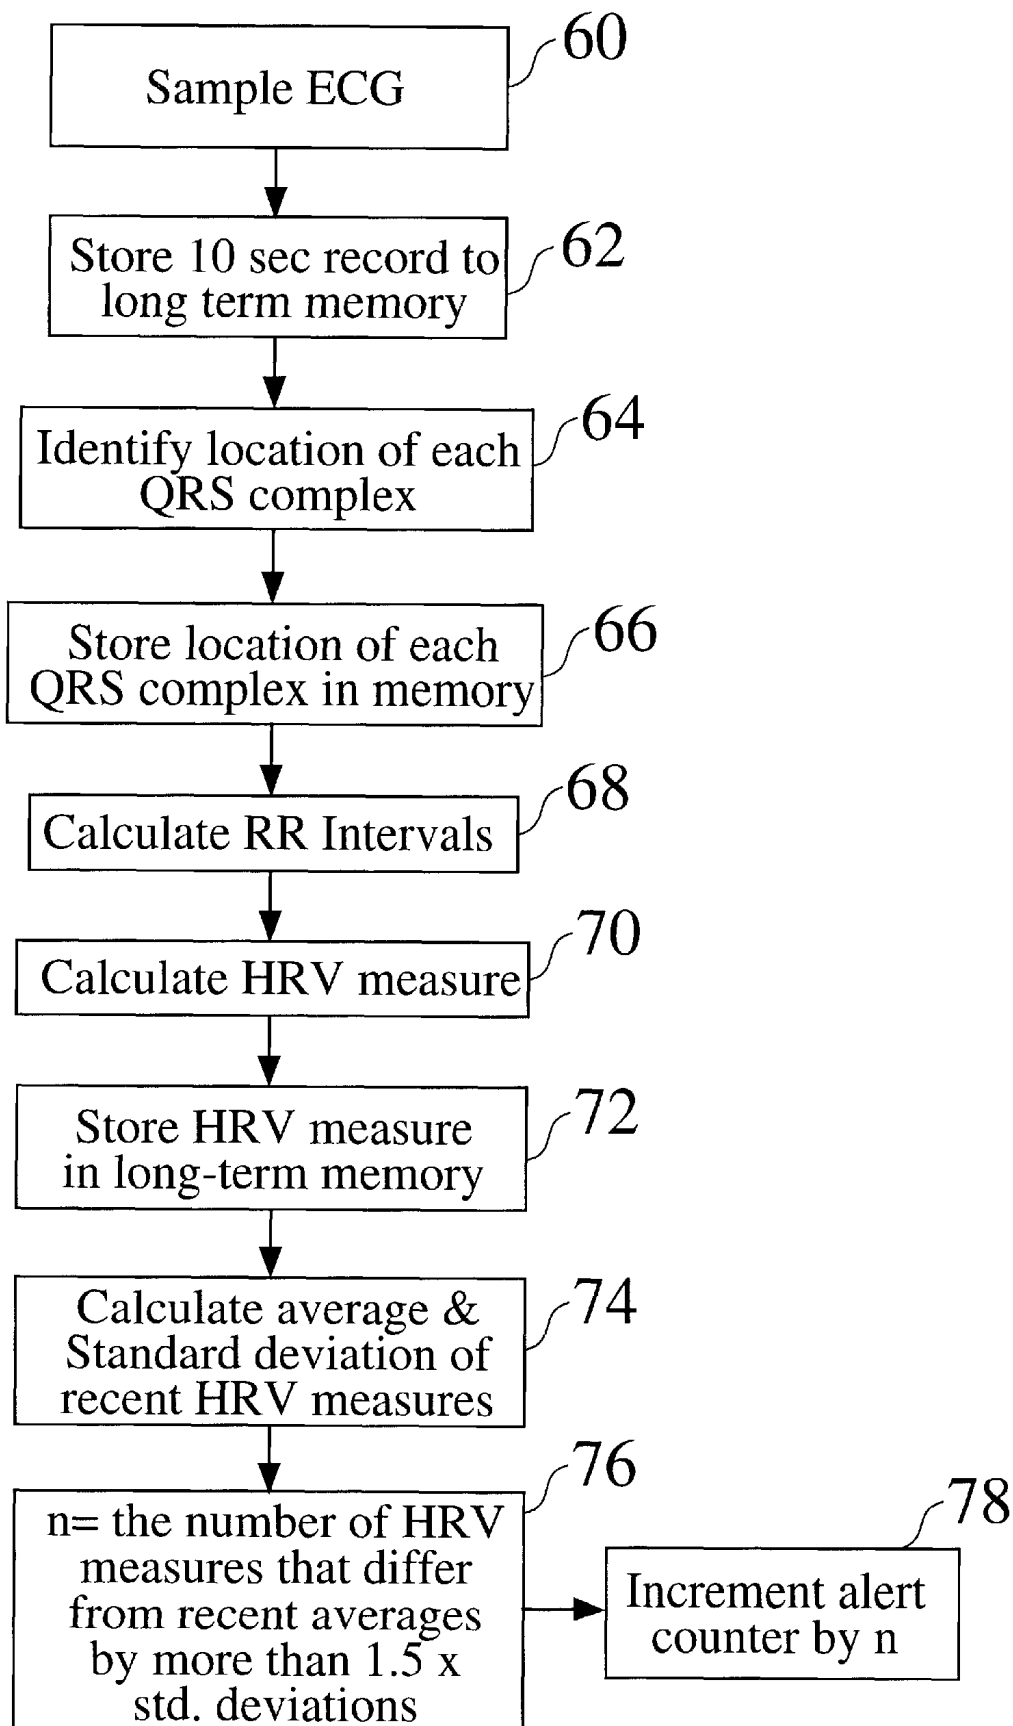 60
Sample ECG
62
Store 10 sec record to
long term memory
64
Identify location of each
QRS complex
66
Store location of each
QRS complex in memory
68
Calculate RR Intervals
70
Calculate HRV measure
72
Store HRV measure
in long-term memory
74
Calculate average &
Standard deviation of
recent HRV measures
76
n= the number of HRV
measures that differ
from recent averages
by more than 1.5 x
std. deviations
78
Increment alert
counter by n